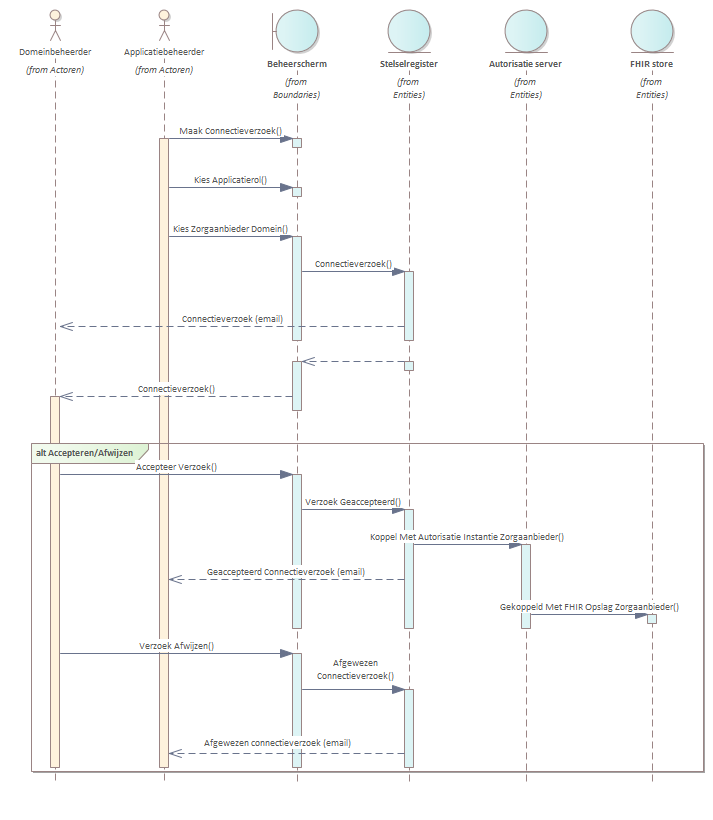 Domeinbeheerder
(from Actoren)
Applicatiebeheerder
(from Actoren)
Beheerscherm
(from
Boundaries)
Stelselregister
(from
Entities)
Autorisatie server
(from
Entities)
FHIR store
(from
Entities)
Maak Connectieverzoek()
Kies Applicatierol()
Kies Zorgaanbieder Domein()
Connectieverzoek()
Connectieverzoek (email)
Connectieverzoek()
alt Accepteren/Afwijzen
Accepteer Verzoek()
Verzoek Geaccepteerd()
Koppel Met Autorisatie Instantie Zorgaanbieder()
Geaccepteerd Connectieverzoek (email)
Gekoppeld Met FHIR Opslag Zorgaanbieder()
Verzoek Afwijzen()
Afgewezen
Connectieverzoek()
Afgewezen connectieverzoek (email)